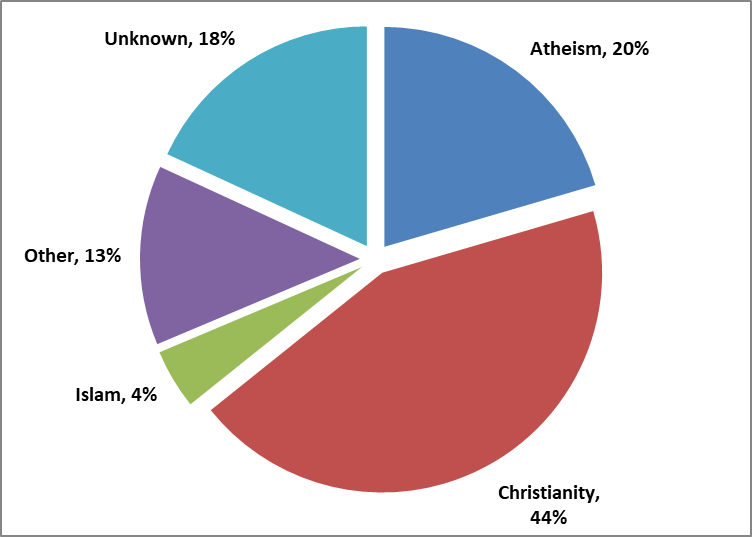 Unknown, 18%
Atheism, 20%
Other, 13%
Islam, 4%
Christianity,
44%